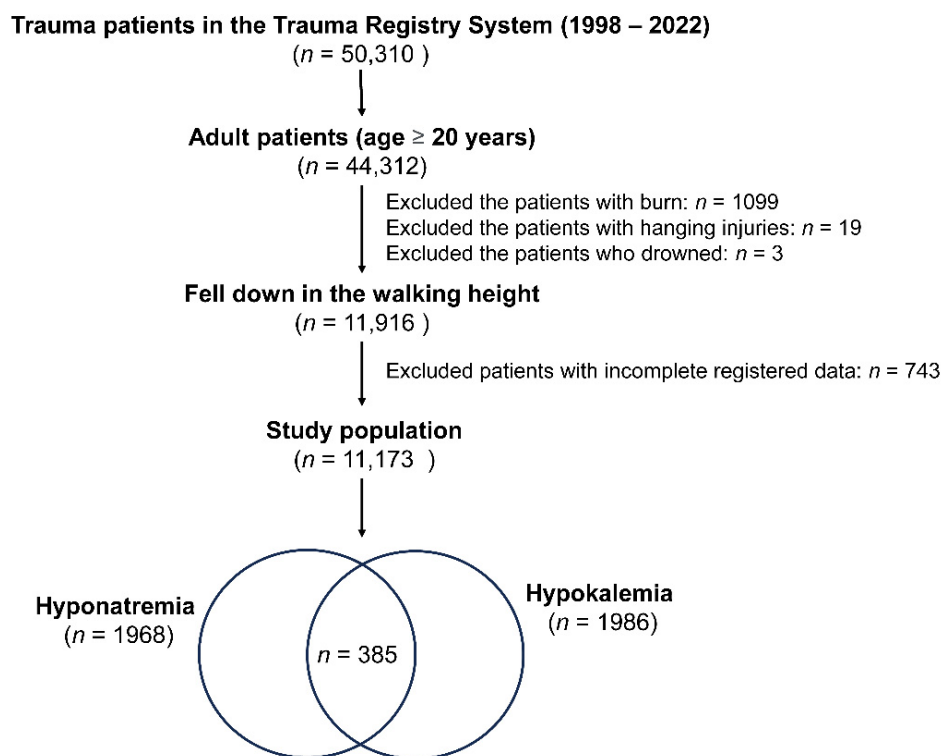 Trauma patients in the Trauma Registry System (1998 – 2022)
(n = 50,310 )
Adult patients (age ≥ 20 years)
(n = 44,312)
Excluded the patients with burn: n = 1099
Excluded the patients with hanging injuries: n = 19
Excluded the patients who drowned: n = 3
Fell down in the walking height
(n = 11,916 )
Excluded patients with incomplete registered data: n = 743
Study population
(n = 11,173 )
Hyponatremia
(n = 1968)
Hypokalemia
(n = 1986)
n = 385